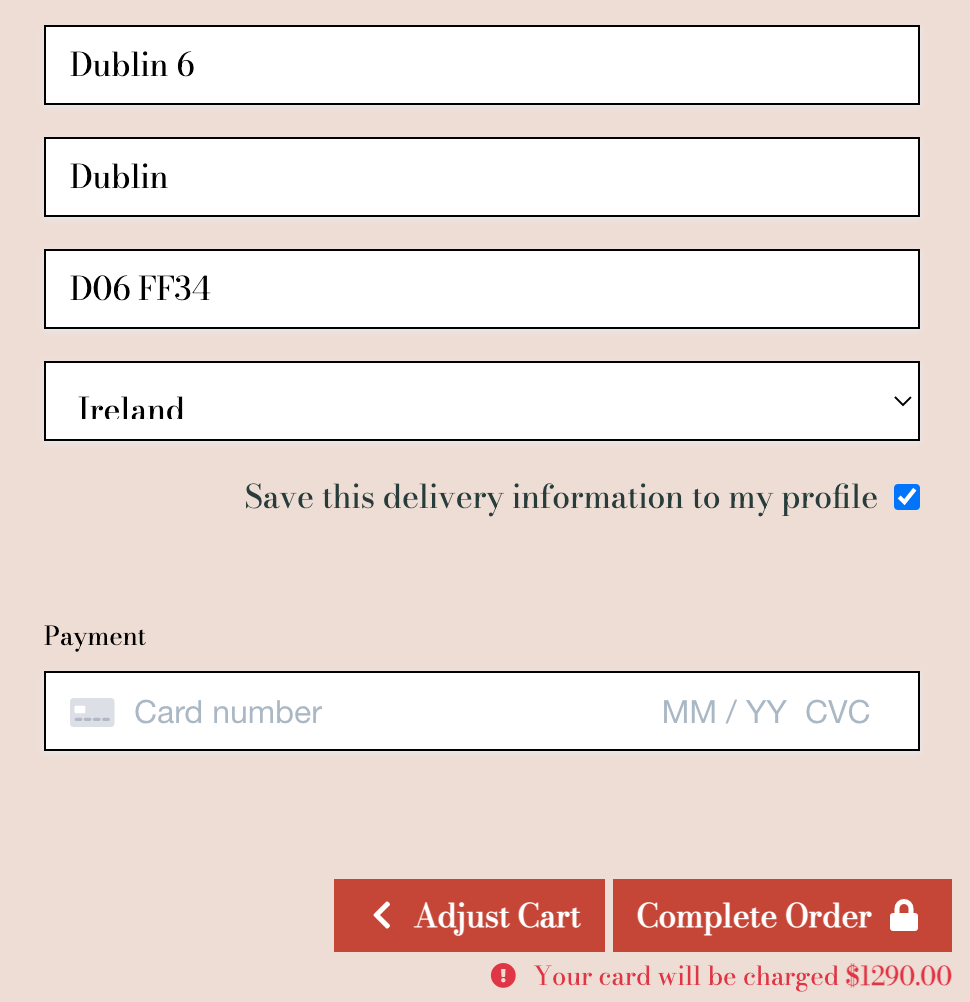 Dublin 6
Dublin
D06 FF34
Ireland
Save this delivery information to my profile
Payment
Card number MM / YY CVC
Adjust Cart Complete Order
Your card will be charged $1290.00